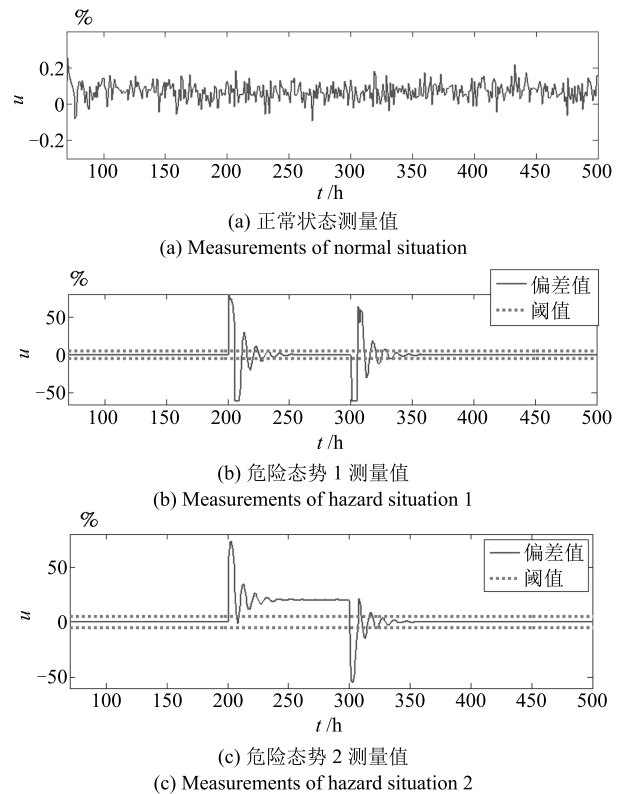 %
0.2
0
−0.2
u
100 150 200 250 300 350 400 450 500
t /h
(a) 正常状态测量值
(a) Measurements of normal situation
%
偏差值
阈值
50
0
−50
u
100 150 200 250 300 350 400 450 500
t /h
(b) 危险态势 1 测量值
(b) Measurements of hazard situation 1
%
偏差值
阈值
50
0
−50
u
100 150 200 250 300 350 400 450 500
t /h
(c) 危险态势 2 测量值
(c) Measurements of hazard situation 2